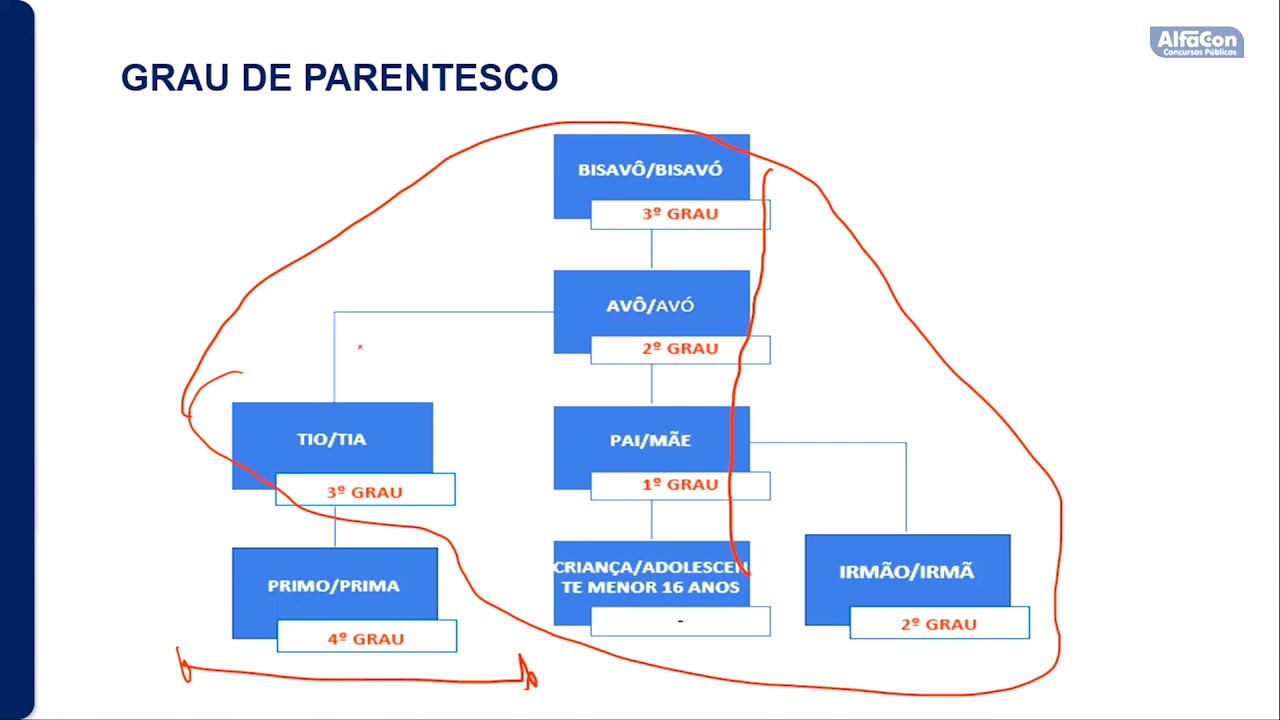 AlfaCon
Concursos Públicos
GRAU DE PARENTESCO
BISAVÔ/BISAVÓ
3º GRAU
AVÔ/AVÓ
2º GRAU
TIO/TIA
3º GRAU
PAI/MÃE
1º GRAU
PRIMO/PRIMA
4º GRAU
CRIANÇA/ADOLESCEN
TE MENOR 16 ANOS
-
IRMÃO/IRMÃ
2º GRAU